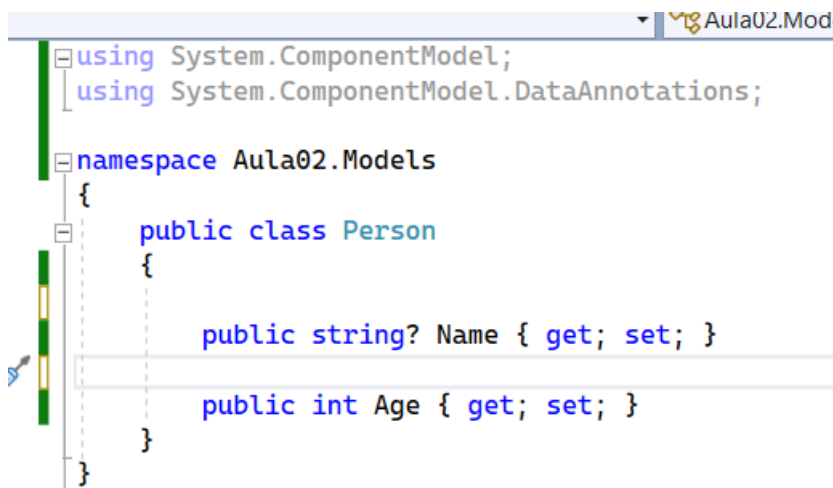 Aula02.Mod
using System.ComponentModel;
using System.ComponentModel.DataAnnotations;
namespace Aula02.Models
{
public class Person
{
public string? Name { get; set; }
public int Age { get; set; }
}
}